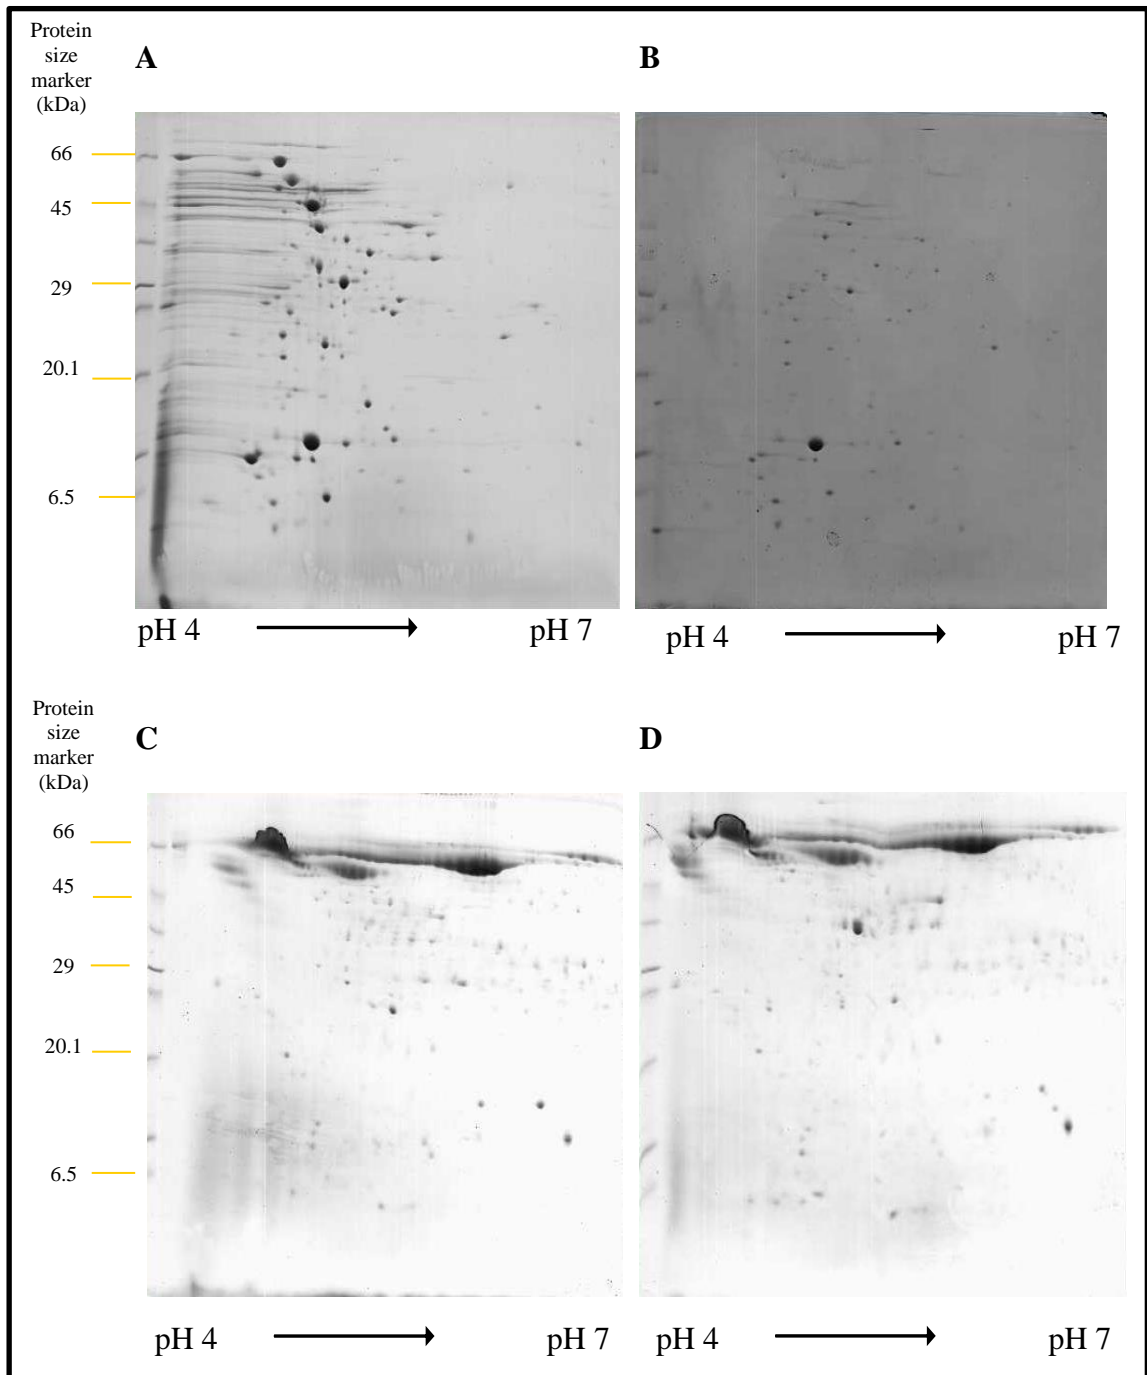 Protein
size
marker
(kDa)
A
B
66
45
29
20.1
6.5
pH 4
pH 7
pH 4
pH 7
Protein
size
marker
(kDa)
C
D
66
45
29
20.1
6.5
pH 4
pH 7
pH 4
pH 7